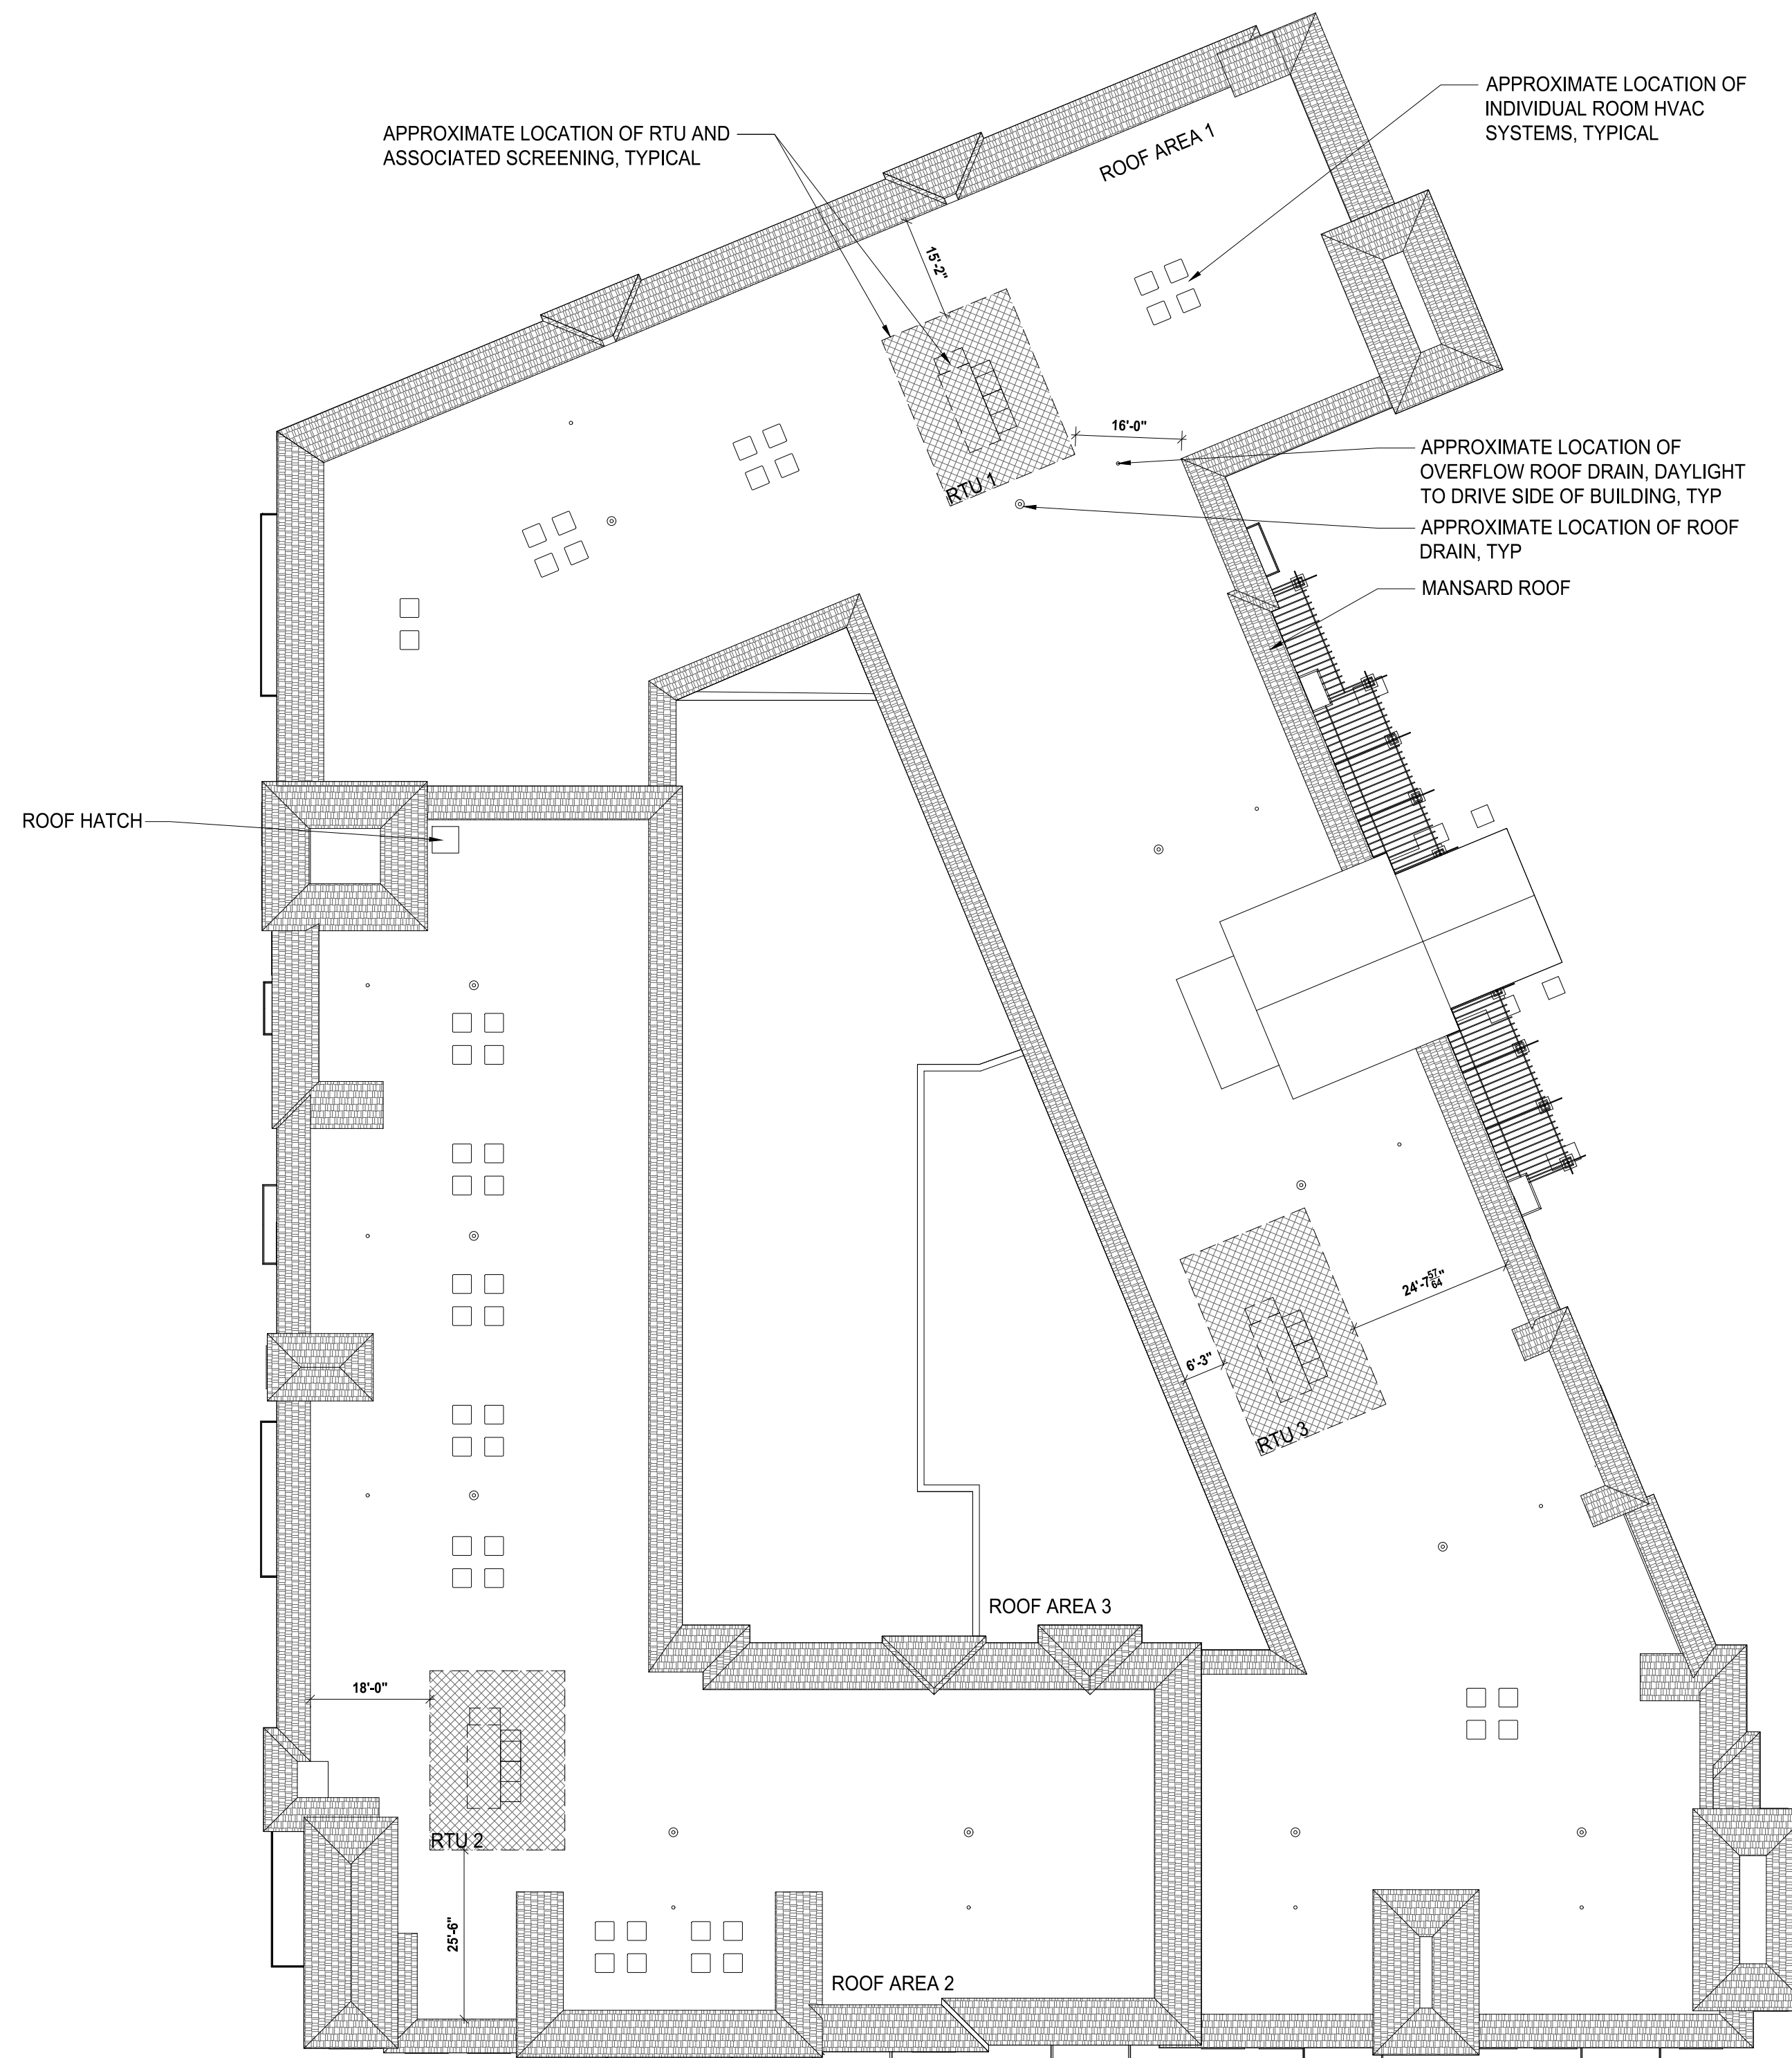 APPROXIMATE LOCATION OF
INDIVIDUAL ROOM HVAC
SYSTEMS, TYPICAL
APPROXIMATE LOCATION OF RTU AND
ASSOCIATED SCREENING, TYPICAL
ROOF AREA 1
15'-2"
16'-0"
RTU 1
APPROXIMATE LOCATION OF
OVERFLOW ROOF DRAIN, DAYLIGHT
TO DRIVE SIDE OF BUILDING, TYP
APPROXIMATE LOCATION OF ROOF
DRAIN, TYP
MANSARD ROOF
ROOF HATCH
24'-7 57/64"
6'-3"
RTU 3
ROOF AREA 3
18'-0"
RTU 2
25'-6"
ROOF AREA 2